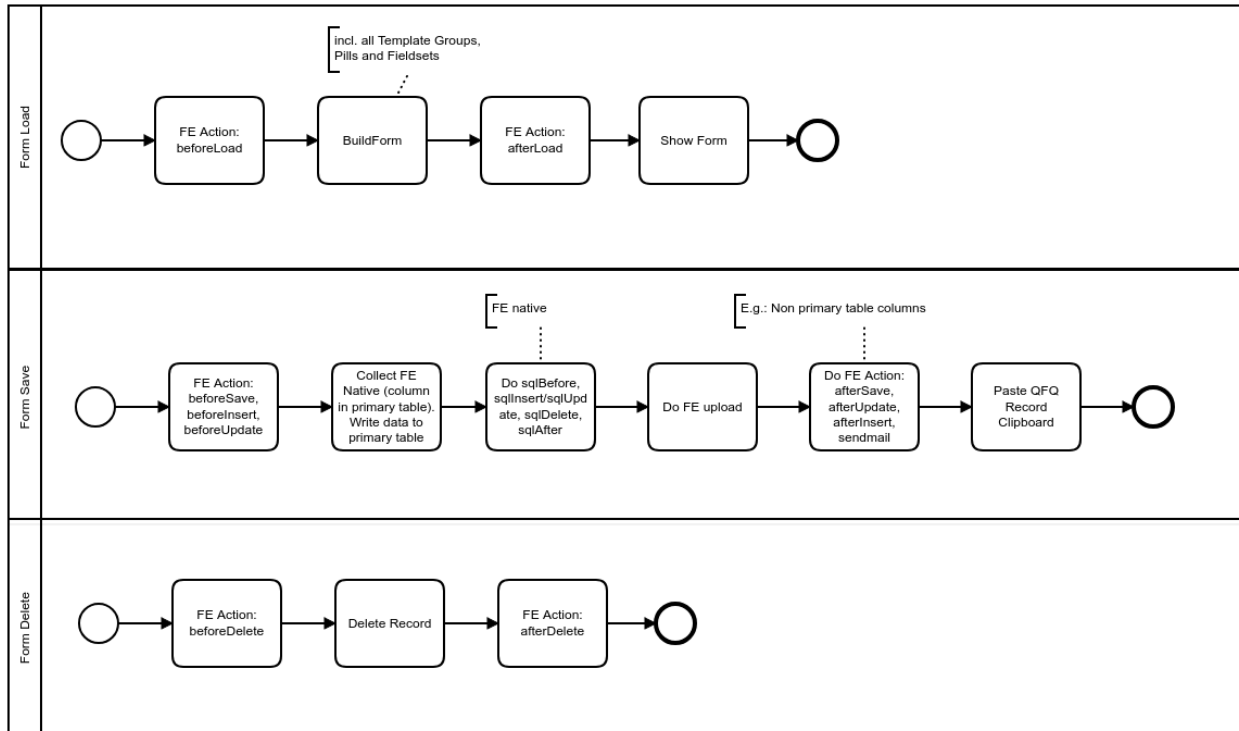 Form Load
incl. all Template Groups,
Pills and Fieldsets
FE Action:
beforeLoad
BuildForm
FE Action:
afterLoad
Show Form
Form Save
FE native
E.g.: Non primary table columns
FE Action:
beforeSave,
beforeInsert,
beforeUpdate
Collect FE
Native (column
in primary table).
Write data to
primary table
Do sqlBefore,
sqlInsert/sqlUpd
ate, sqlDelete,
sqlAfter
Do FE upload
Do FE Action:
afterSave,
afterUpdate,
afterInsert,
sendmail
Paste QFQ
Record
Clipboard
Form Delete
FE Action:
beforeDelete
Delete Record
FE Action:
afterDelete